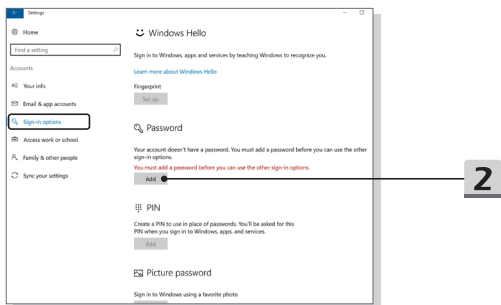 Settings
Home
Find a setting
Accounts
Your info
Email & app accounts
Sign-in options
Access work or school
Family & other people
Sync your settings
Windows Hello
Sign in to Windows, apps and services by teaching Windows to recognize you.
Learn more about Windows Hello
Fingerprint
Set up
Password
Your account doesn't have a password. You must add a password before you can use the other
sign-in options.
You must add a password before you can use the other sign-in options.
Add
2
PIN
Create a PIN to use in place of passwords. You'll be asked for this
PIN when you sign in to Windows, apps, and services.
Add
Picture password
Sign in to Windows using a favorite photo